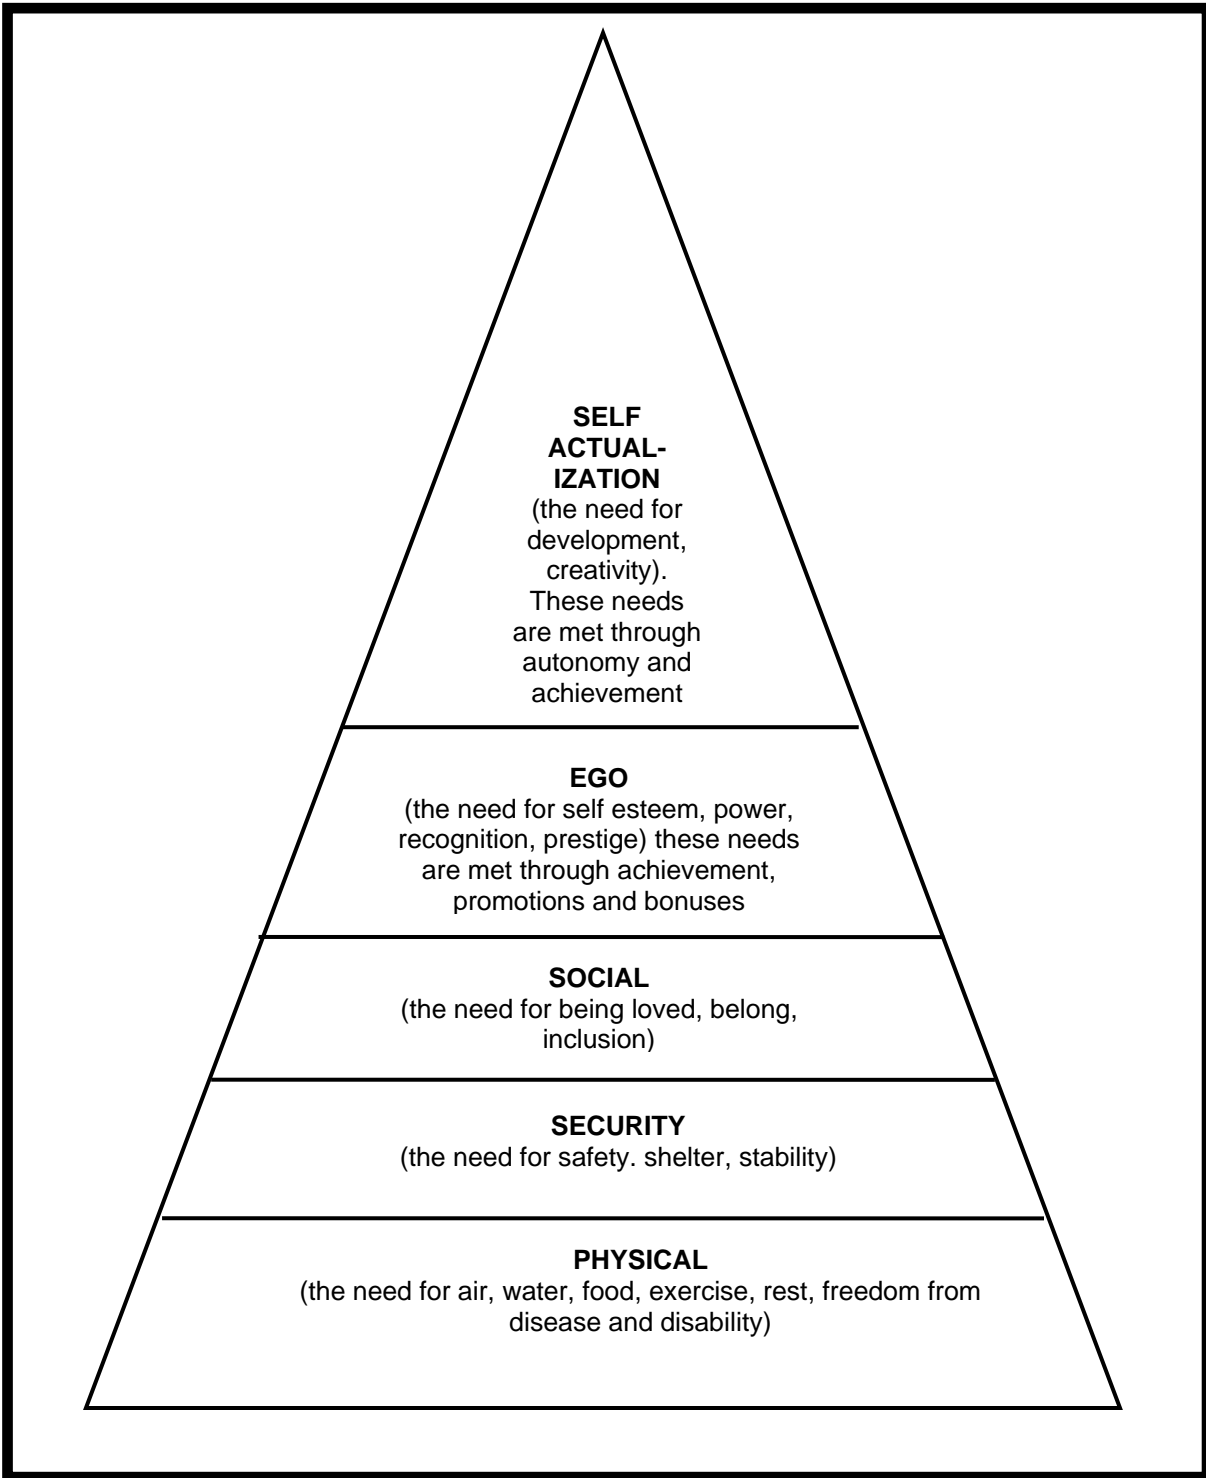 SELF
ACTUAL-
IZATION
(the need for
development,
creativity).
These needs
are met through
autonomy and
achievement
EGO
(the need for self esteem, power,
recognition, prestige) these needs
are met through achievement,
promotions and bonuses
SOCIAL
(the need for being loved, belong,
inclusion)
SECURITY
(the need for safety. shelter, stability)
PHYSICAL
(the need for air, water, food, exercise, rest, freedom from
disease and disability)